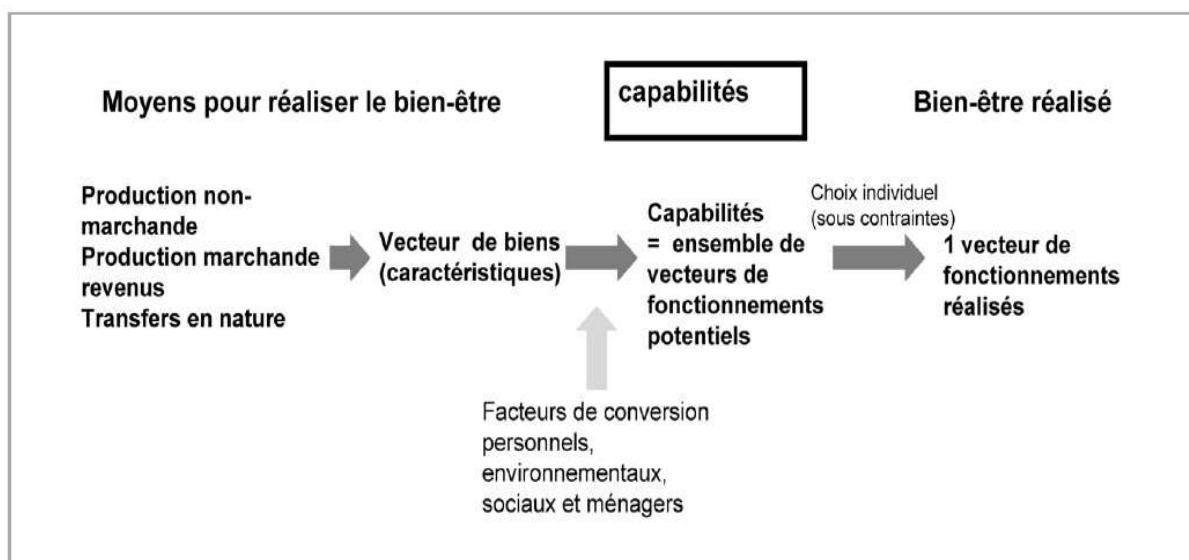 Moyens pour réaliser le bien-être
capabilités
Bien-être réalisé
Production non-
marchande
Production marchande
revenus
Transfers en nature
Vecteur de biens
(caractéristiques)
Capabilités
= ensemble de
vecteurs de
fonctionnements
potentiels
Choix individuel
(sous contraintes)
1 vecteur de
fonctionnements
réalisés
Facteurs de conversion
personnels,
environnementaux,
sociaux et ménagers